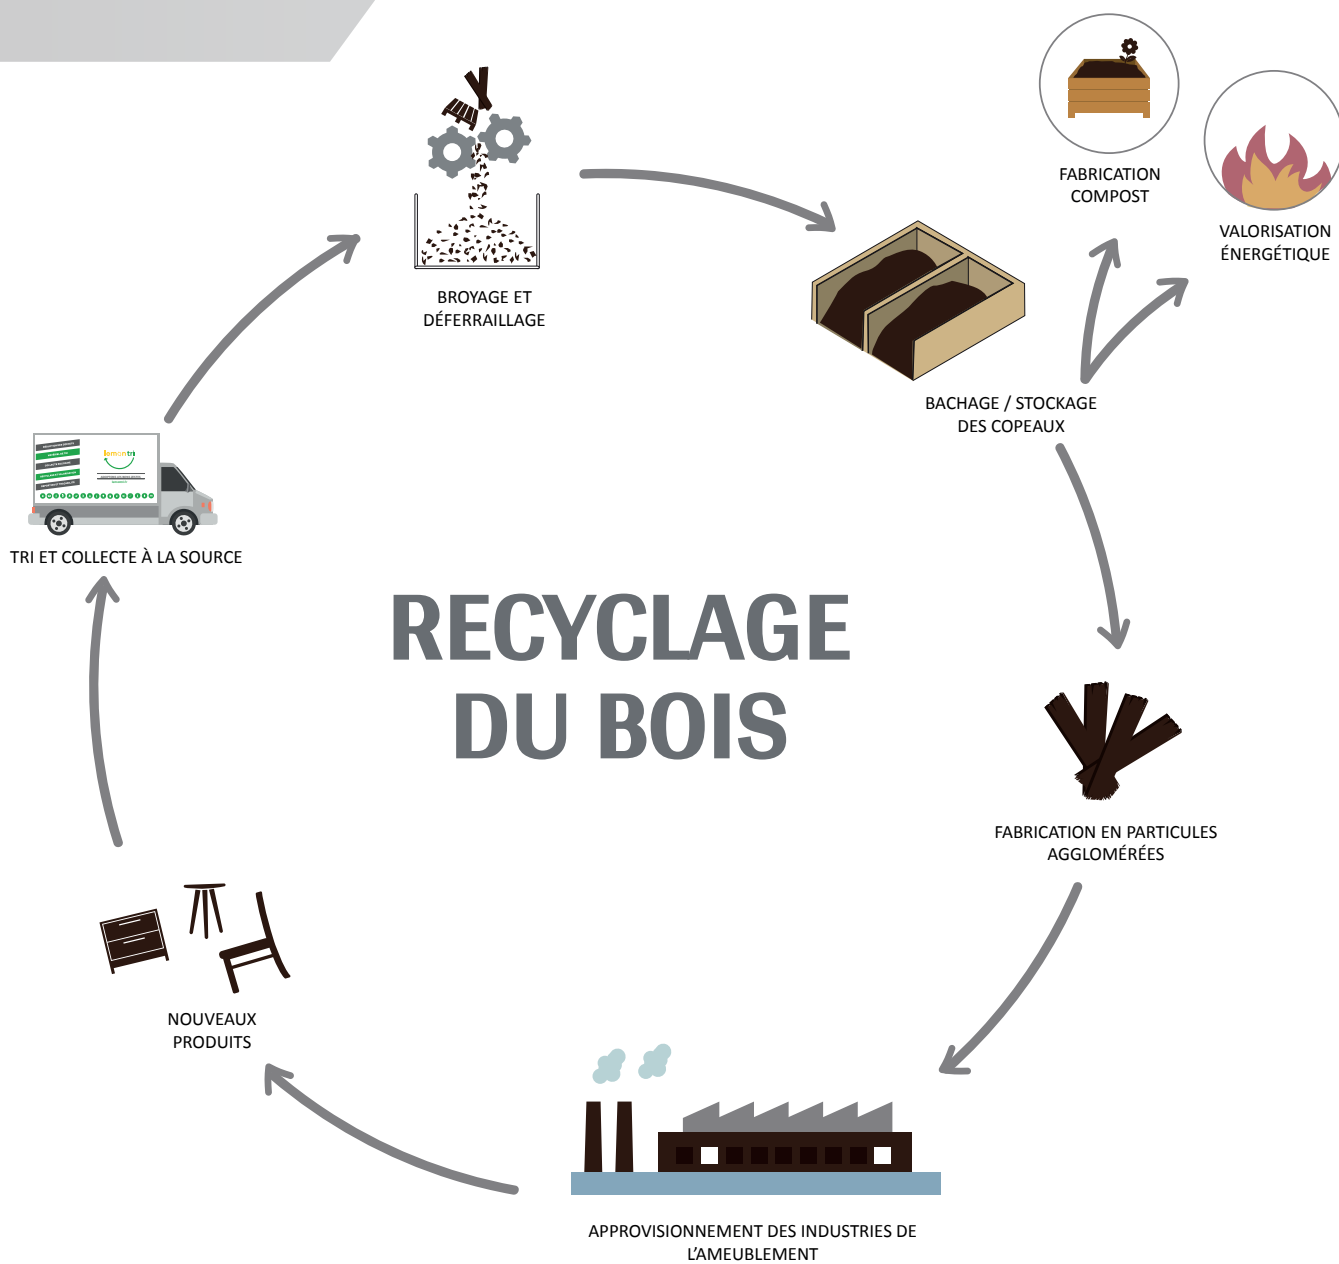 FABRICATION
COMPOST
VALORISATION
ÉNERGÉTIQUE
BROYAGE ET
DÉFERRAILLAGE
BACHAGE / STOCKAGE
DES COPEAUX
lemontri
TRI ET COLLECTE À LA SOURCE
RECYCLAGE
DU BOIS
FABRICATION EN PARTICULES
AGGLOMÉRÉES
NOUVEAUX
PRODUITS
APPROVISIONNEMENT DES INDUSTRIES DE
L'AMEUBLEMENT